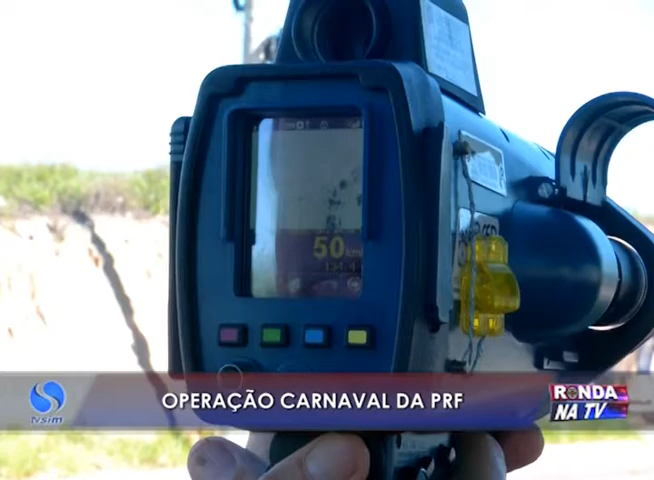 50 km/h
OPERAÇÃO CARNAVAL DA PRF
tvsim
RONDA
NA TV